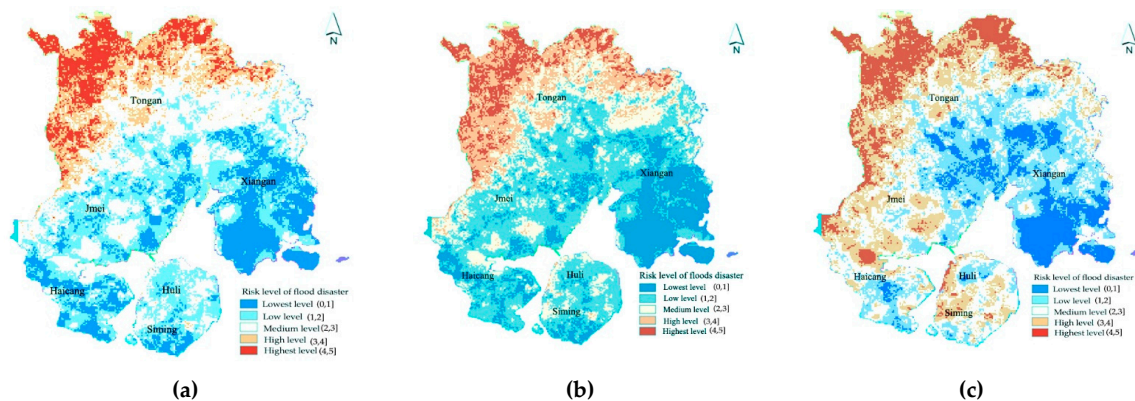 N
Tongan
Xiangan
Jmei
Haicang
Huli
Siming
Risk level of flood disaster
Lowest level (0,1]
Low level (1,2]
Medium level (2,3]
High level (3,4]
Highest level (4,5]
(a)
N
Tongan
Xiangan
Jmei
Haicang
Huli
Siming
Risk level of floods disaster
Lowest level (0,1]
Low level (1,2]
Medium level (2,3]
High level (3,4]
Highest level (4,5]
(b)
N
Tongan
Xiangan
Jmei
Haicang
Huli
Siming
Risk level of flood disaster
Lowest level (0,1]
Low level (1,2]
Medium level (2,3]
High level (3,4]
Highest level (4,5]
(c)